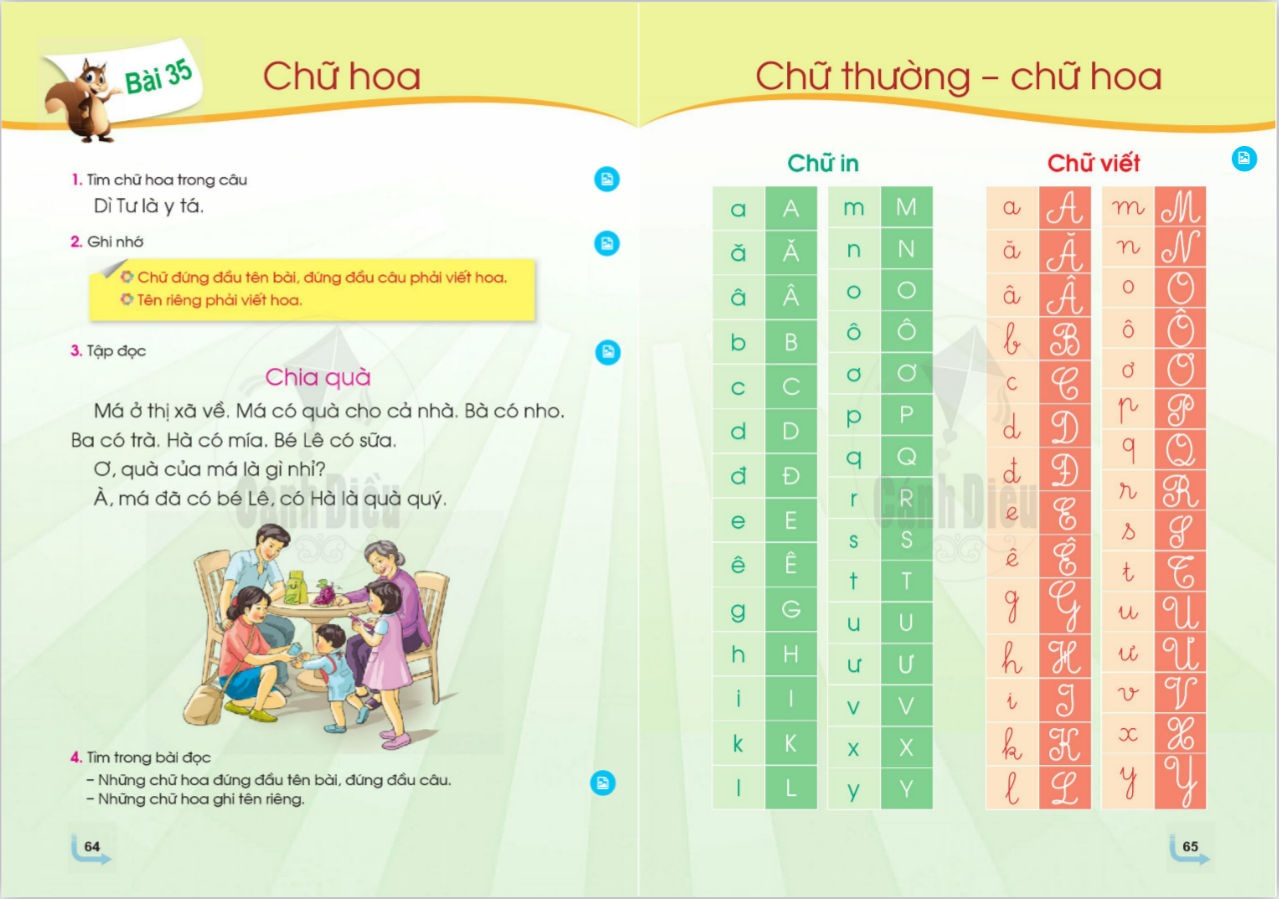 Bài 35
Chữ hoa
1. Tìm chữ hoa trong câu
Dì Tư là y tá.
2. Ghi nhớ
Chữ đứng đầu tên bài, đứng đầu câu phải viết hoa.
Tên riêng phải viết hoa.
3. Tập đọc
Chia quà
Má ở thị xã về. Má có quà cho cả nhà. Bà có nho.
Ba có trà. Hà có mía. Bé Lê có sữa.
Ơ, quà của má là gì nhỉ?
À, má đã có bé Lê, có Hà là quà quý.
Cánh Diều
4. Tìm trong bài đọc
– Những chữ hoa đứng đầu tên bài, đứng đầu câu.
– Những chữ hoa ghi tên riêng.
64
Chữ thường – chữ hoa
Chữ in
a A
ă Ă
â Â
b B
c C
d D
đ Đ
e E
ê Ê
g G
h H
i I
k K
l L
m M
n N
o O
ô Ô
ơ Ơ
p P
q Q
r R
s S
t T
u U
ư Ư
v V
x X
y Y
Chữ viết
a A
ă Ă
â Â
b B
c C
d D
đ Đ
e E
ê Ê
g G
h H
i I
k K
l L
m M
n N
o O
ô Ô
ơ Ơ
p P
q Q
r R
s S
t T
u U
ư Ư
v V
x X
y Y
Cánh Diều
65